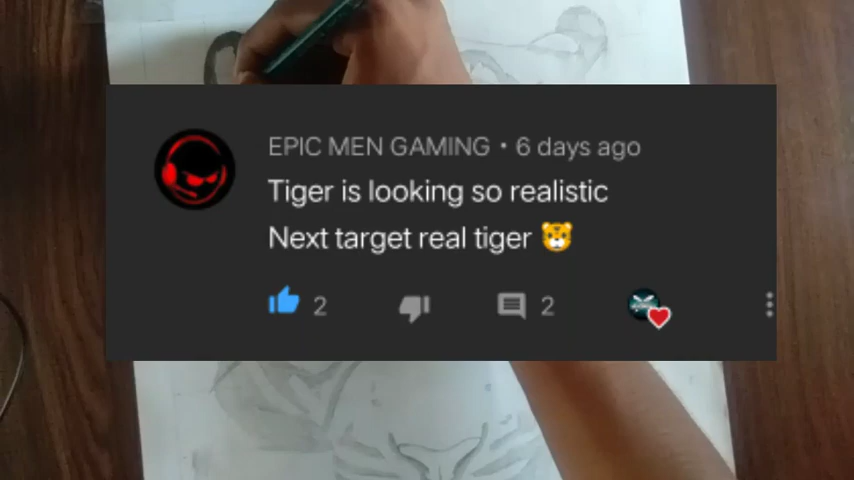 EPIC MEN GAMING • 6 days ago
Tiger is looking so realistic
Next target real tiger 🐯
2
2